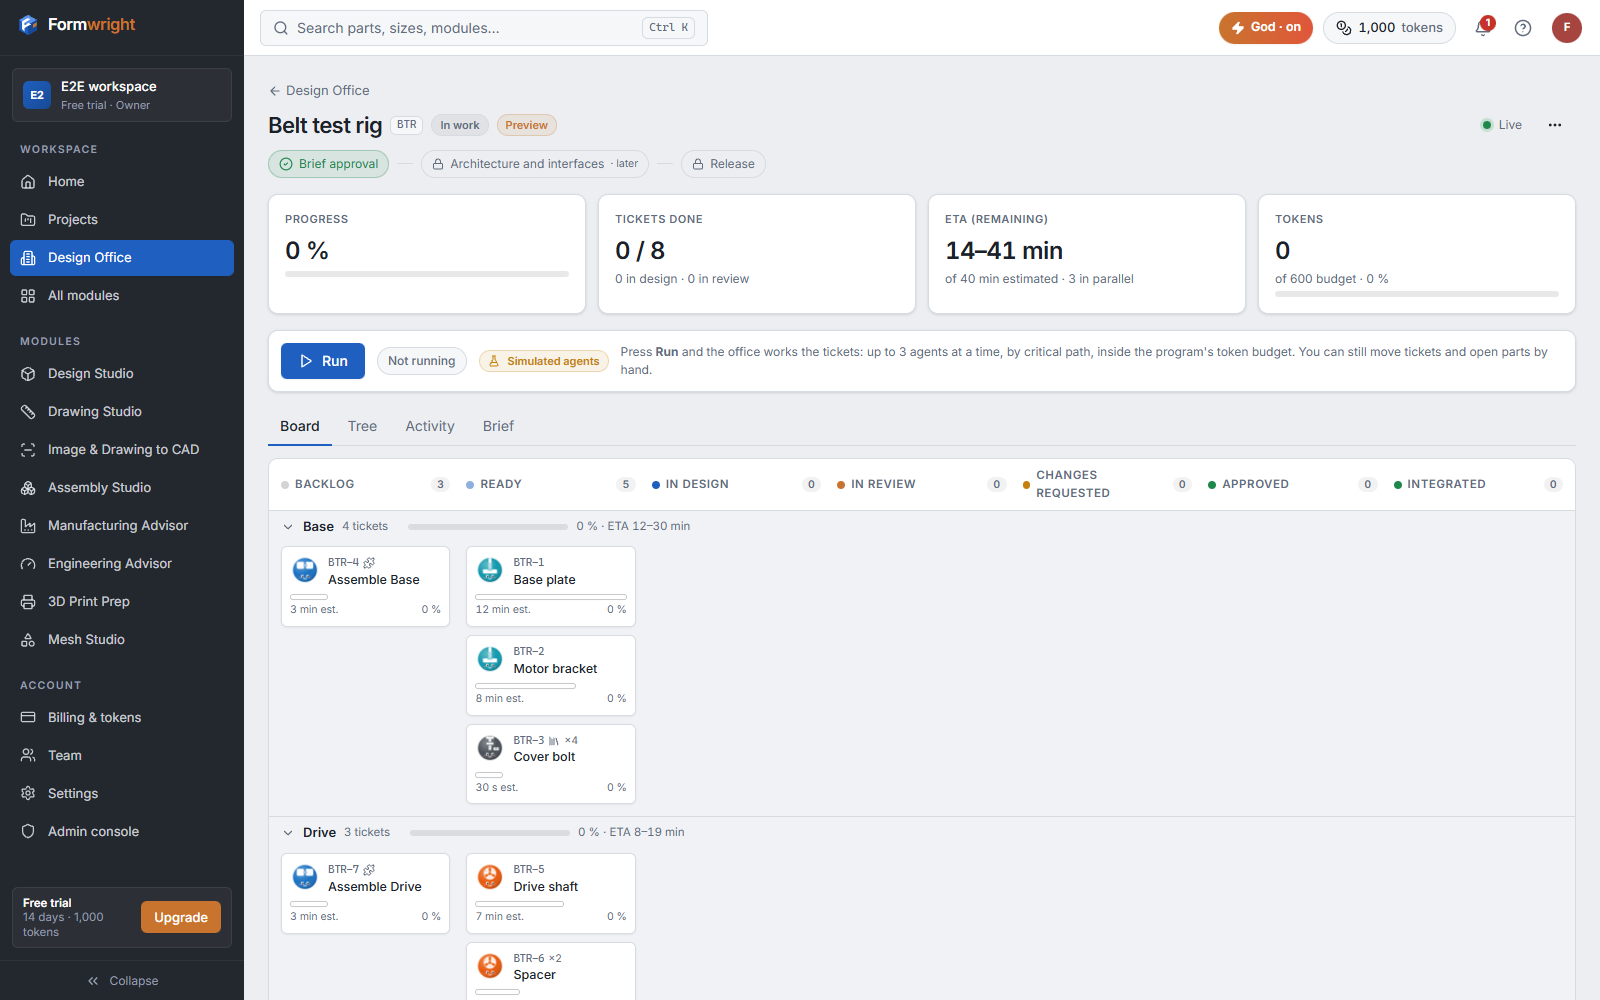 Formwright
Search parts, sizes, modules...
Ctrl K
God · on
1,000 tokens
1
F
E2
E2E workspace
Free trial · Owner
WORKSPACE
Home
Projects
Design Office
All modules
MODULES
Design Studio
Drawing Studio
Image & Drawing to CAD
Assembly Studio
Manufacturing Advisor
Engineering Advisor
3D Print Prep
Mesh Studio
ACCOUNT
Billing & tokens
Team
Settings
Admin console
Free trial
14 days · 1,000
tokens
Upgrade
Collapse
Design Office
Belt test rig
BTR
In work
Preview
Live
Brief approval
Architecture and interfaces · later
Release
PROGRESS
0 %
TICKETS DONE
0 / 8
0 in design · 0 in review
ETA (REMAINING)
14–41 min
of 40 min estimated · 3 in parallel
TOKENS
0
of 600 budget · 0 %
Run
Not running
Simulated agents
Press Run and the office works the tickets: up to 3 agents at a time, by critical path, inside the program's token budget. You can still move tickets and open parts by
hand.
Board
Tree
Activity
Brief
BACKLOG 3
READY 5
IN DESIGN 0
IN REVIEW 0
CHANGES
REQUESTED 0
APPROVED 0
INTEGRATED 0
Base 4 tickets 0 % · ETA 12–30 min
BTR–4
Assemble Base
3 min est. 0 %
BTR–1
Base plate
12 min est. 0 %
BTR–2
Motor bracket
8 min est. 0 %
BTR–3 ×4
Cover bolt
30 s est. 0 %
Drive 3 tickets 0 % · ETA 8–19 min
BTR–7
Assemble Drive
3 min est. 0 %
BTR–5
Drive shaft
7 min est. 0 %
BTR–6 ×2
Spacer